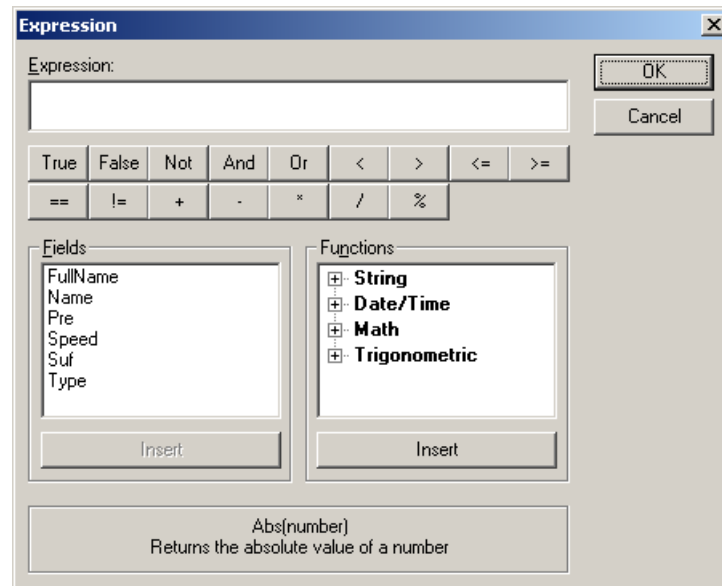 Expression
Expression:
OK
Cancel
True False Not And Or < > <= >=
== != + - * / %
Fields
FullName
Name
Pre
Speed
Suf
Type
Insert
Functions
String
Date/Time
Math
Trigonometric
Insert
Abs(number)
Returns the absolute value of a number